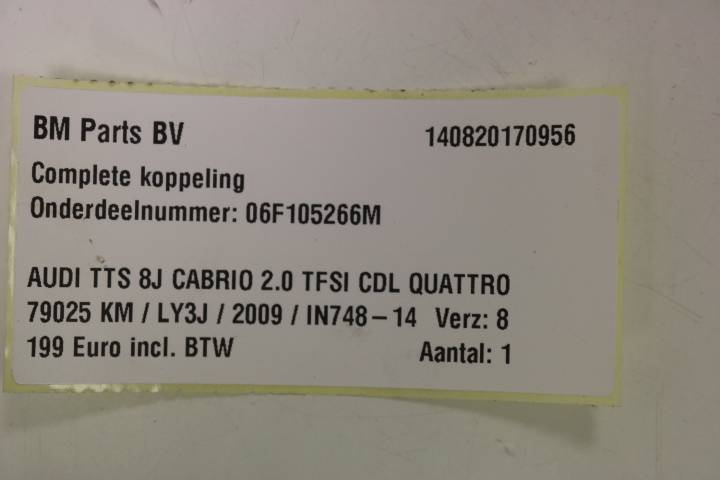 BM Parts BV 140820170956
Complete koppeling
Onderdeelnummer: 06F105266M
AUDI TTS 8J CABRIO 2.0 TFSI CDL QUATTRO
79025 KM / LY3J / 2009 / IN748-14 Verz: 8
199 Euro incl. BTW Aantal: 1